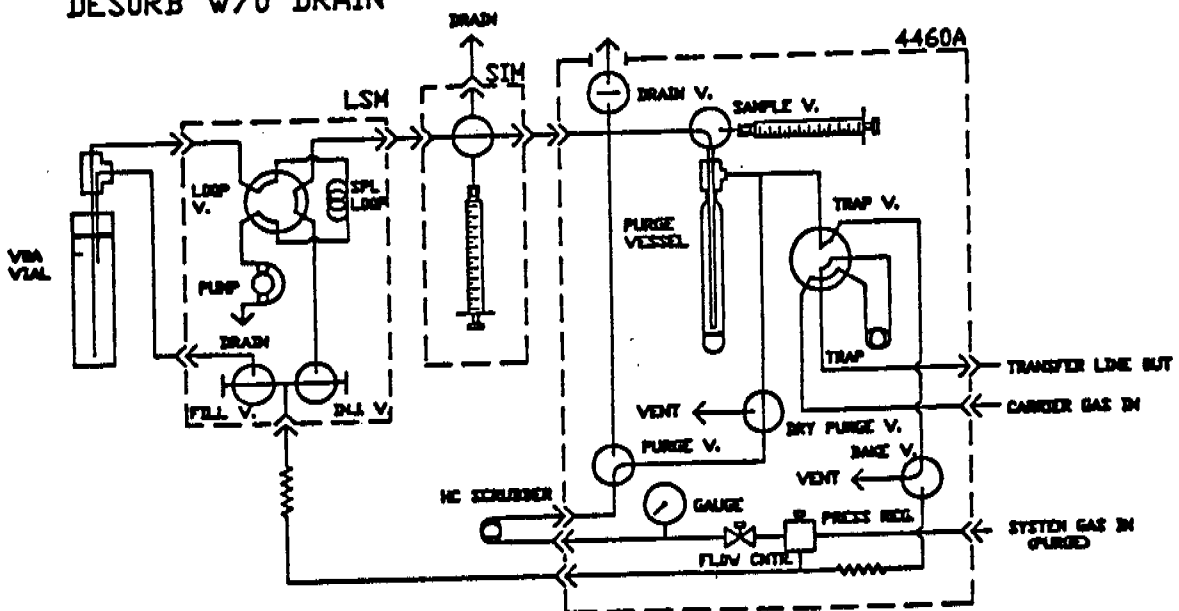 DESORB W/O DRAIN
DRAIN
4460A
SIM
LSM
DRAIN V.
SAMPLE V.
LOOP V.
SPL LOOP
TRAP V.
PURGE VESSEL
VOA VIAL
PUMP
DRAIN
TRAP
TRANSFER LINE OUT
FILL V.
INJ. V.
VENT
CARRIER GAS IN
DRY PURGE V.
PURGE V.
BAKE V.
VENT
HC SCRUBBER
GAUGE
PRESS REG.
SYSTEM GAS IN
(PURGE)
FLOW CNTR.